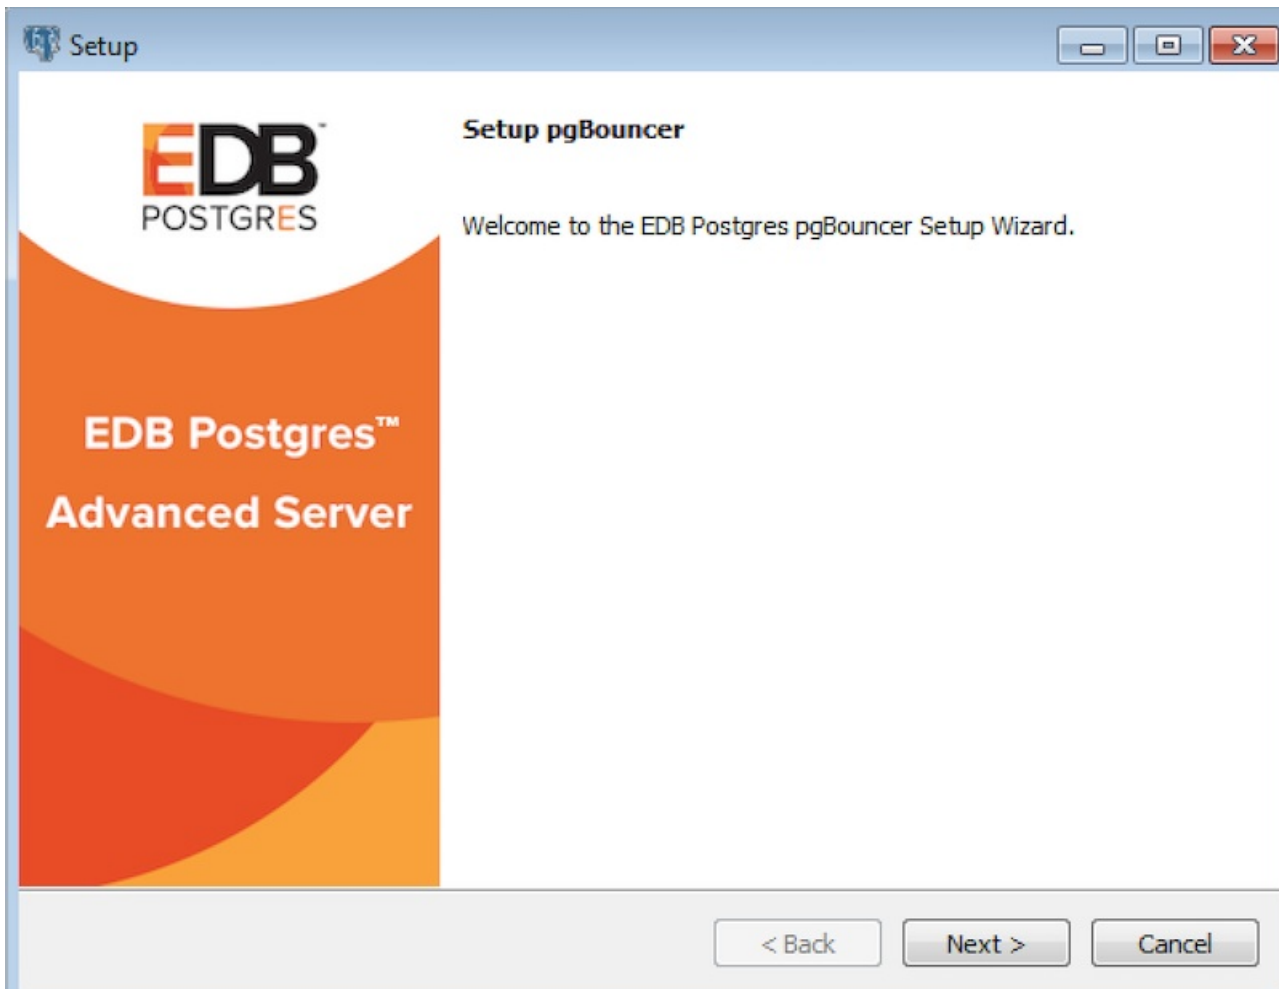 Setup
EDB™
POSTGRES
Setup pgBouncer
Welcome to the EDB Postgres pgBouncer Setup Wizard.
EDB Postgres™
Advanced Server
< Back
Next >
Cancel